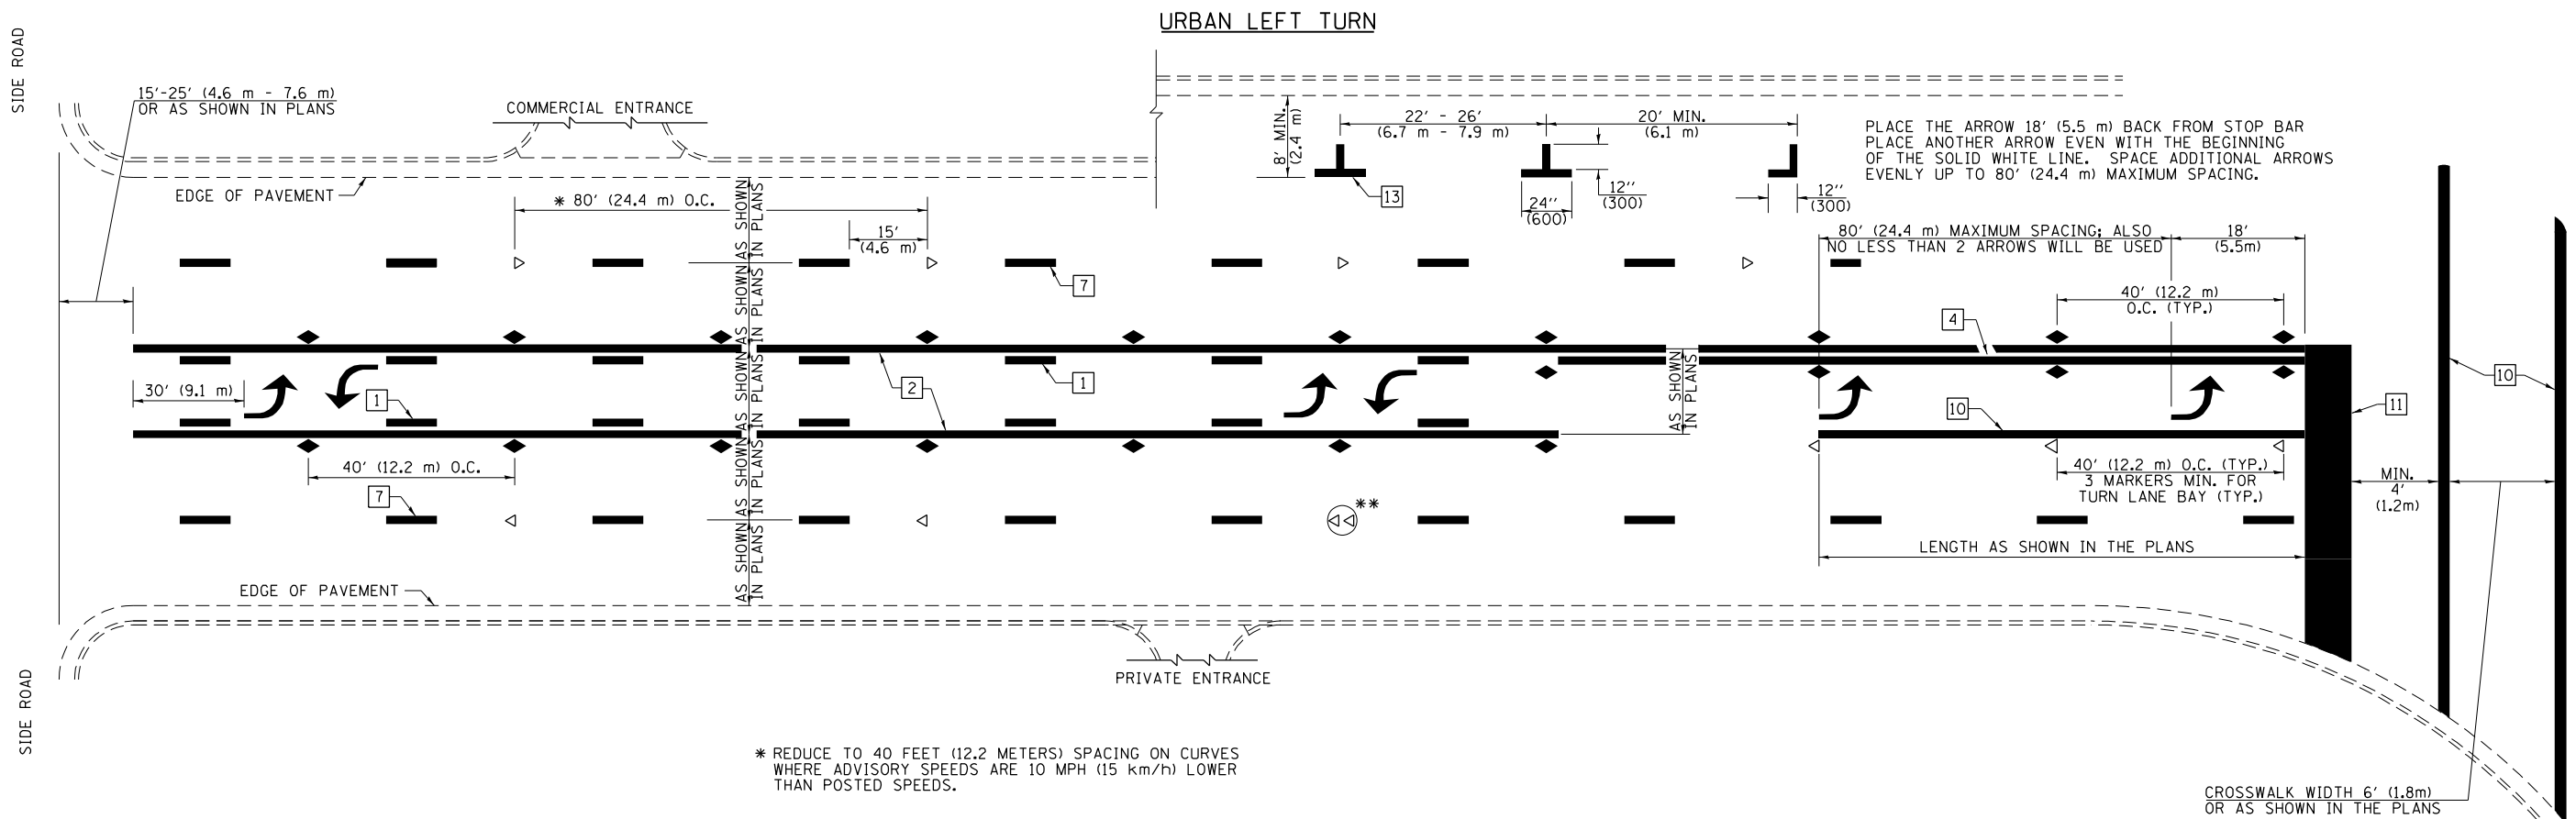 URBAN LEFT TURN
SIDE ROAD
15'-25' (4.6 m - 7.6 m)
OR AS SHOWN IN PLANS
COMMERCIAL ENTRANCE
EDGE OF PAVEMENT
* 80' (24.4 m) O.C.
15'
(4.6 m)
8' MIN.
(2.4 m)
22' - 26'
(6.7 m - 7.9 m)
20' MIN.
(6.1 m)
13
24''
(600)
12''
(300)
12''
(300)
PLACE THE ARROW 18' (5.5 m) BACK FROM STOP BAR
PLACE ANOTHER ARROW EVEN WITH THE BEGINNING
OF THE SOLID WHITE LINE. SPACE ADDITIONAL ARROWS
EVENLY UP TO 80' (24.4 m) MAXIMUM SPACING.
80' (24.4 m) MAXIMUM SPACING; ALSO
NO LESS THAN 2 ARROWS WILL BE USED
18'
(5.5m)
7
40' (12.2 m)
O.C. (TYP.)
4
AS SHOWN
IN PLANS
AS SHOWN
IN PLANS
AS SHOWN
IN PLANS
AS SHOWN
IN PLANS
AS SHOWN
IN PLANS
30' (9.1 m)
1
2
1
AS SHOWN
IN PLANS
10
11
10
40' (12.2 m) O.C.
7
**
40' (12.2 m) O.C. (TYP.)
3 MARKERS MIN. FOR
TURN LANE BAY (TYP.)
MIN.
4'
(1.2m)
LENGTH AS SHOWN IN THE PLANS
EDGE OF PAVEMENT
SIDE ROAD
PRIVATE ENTRANCE
* REDUCE TO 40 FEET (12.2 METERS) SPACING ON CURVES
WHERE ADVISORY SPEEDS ARE 10 MPH (15 km/h) LOWER
THAN POSTED SPEEDS.
CROSSWALK WIDTH 6' (1.8m)
OR AS SHOWN IN THE PLANS